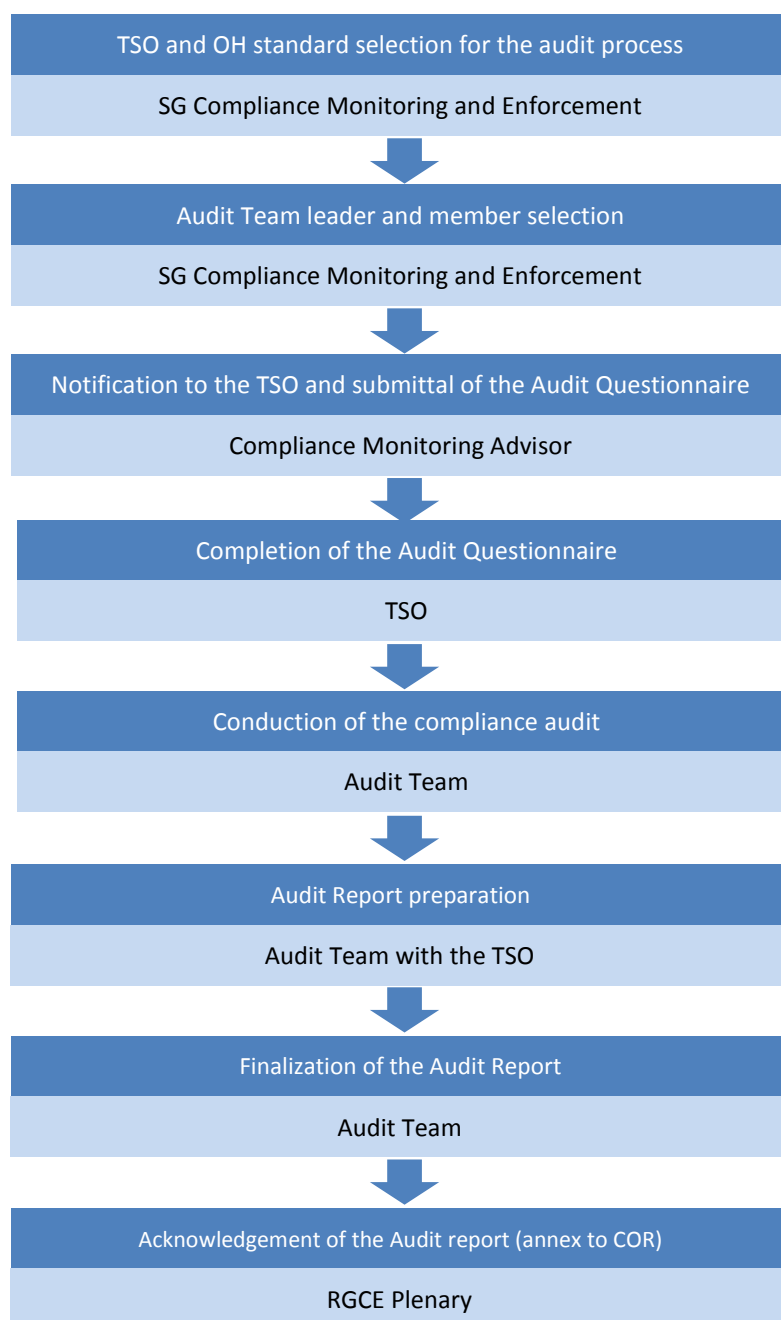 TSO and OH standard selection for the audit process
SG Compliance Monitoring and Enforcement
Audit Team leader and member selection
SG Compliance Monitoring and Enforcement
Notification to the TSO and submittal of the Audit Questionnaire
Compliance Monitoring Advisor
Completion of the Audit Questionnaire
TSO
Conduction of the compliance audit
Audit Team
Audit Report preparation
Audit Team with the TSO
Finalization of the Audit Report
Audit Team
Acknowledgement of the Audit report (annex to COR)
RGCE Plenary